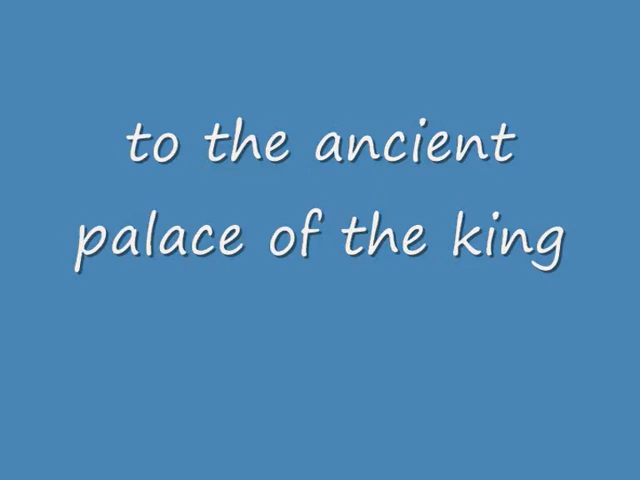 to the ancient
palace of the king